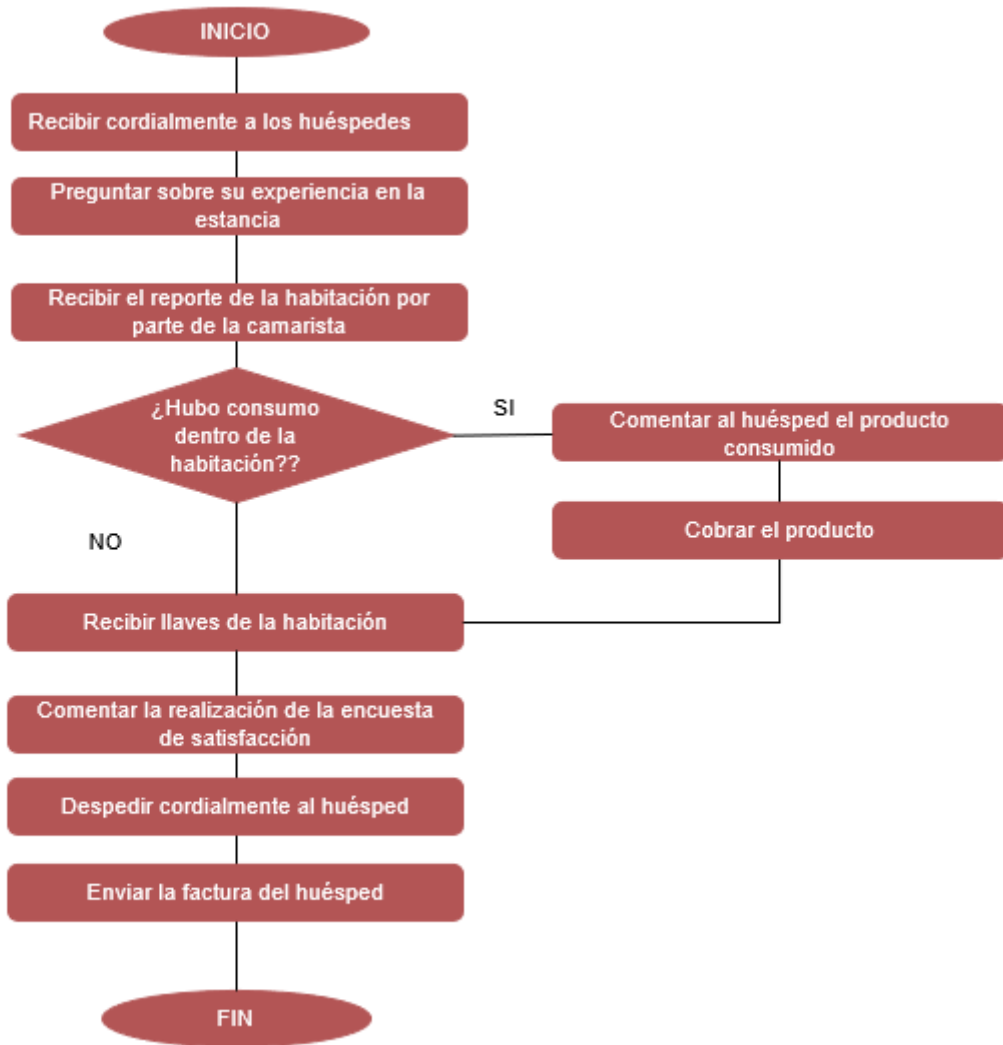 INICIO
Recibir cordialmente a los huéspedes
Preguntar sobre su experiencia en la
estancia
Recibir el reporte de la habitación por
parte de la camarista
¿Hubo consumo
dentro de la
habitación??
SI
Comentar al huésped el producto
consumido
Cobrar el producto
NO
Recibir llaves de la habitación
Comentar la realización de la encuesta
de satisfacción
Despedir cordialmente al huésped
Enviar la factura del huésped
FIN